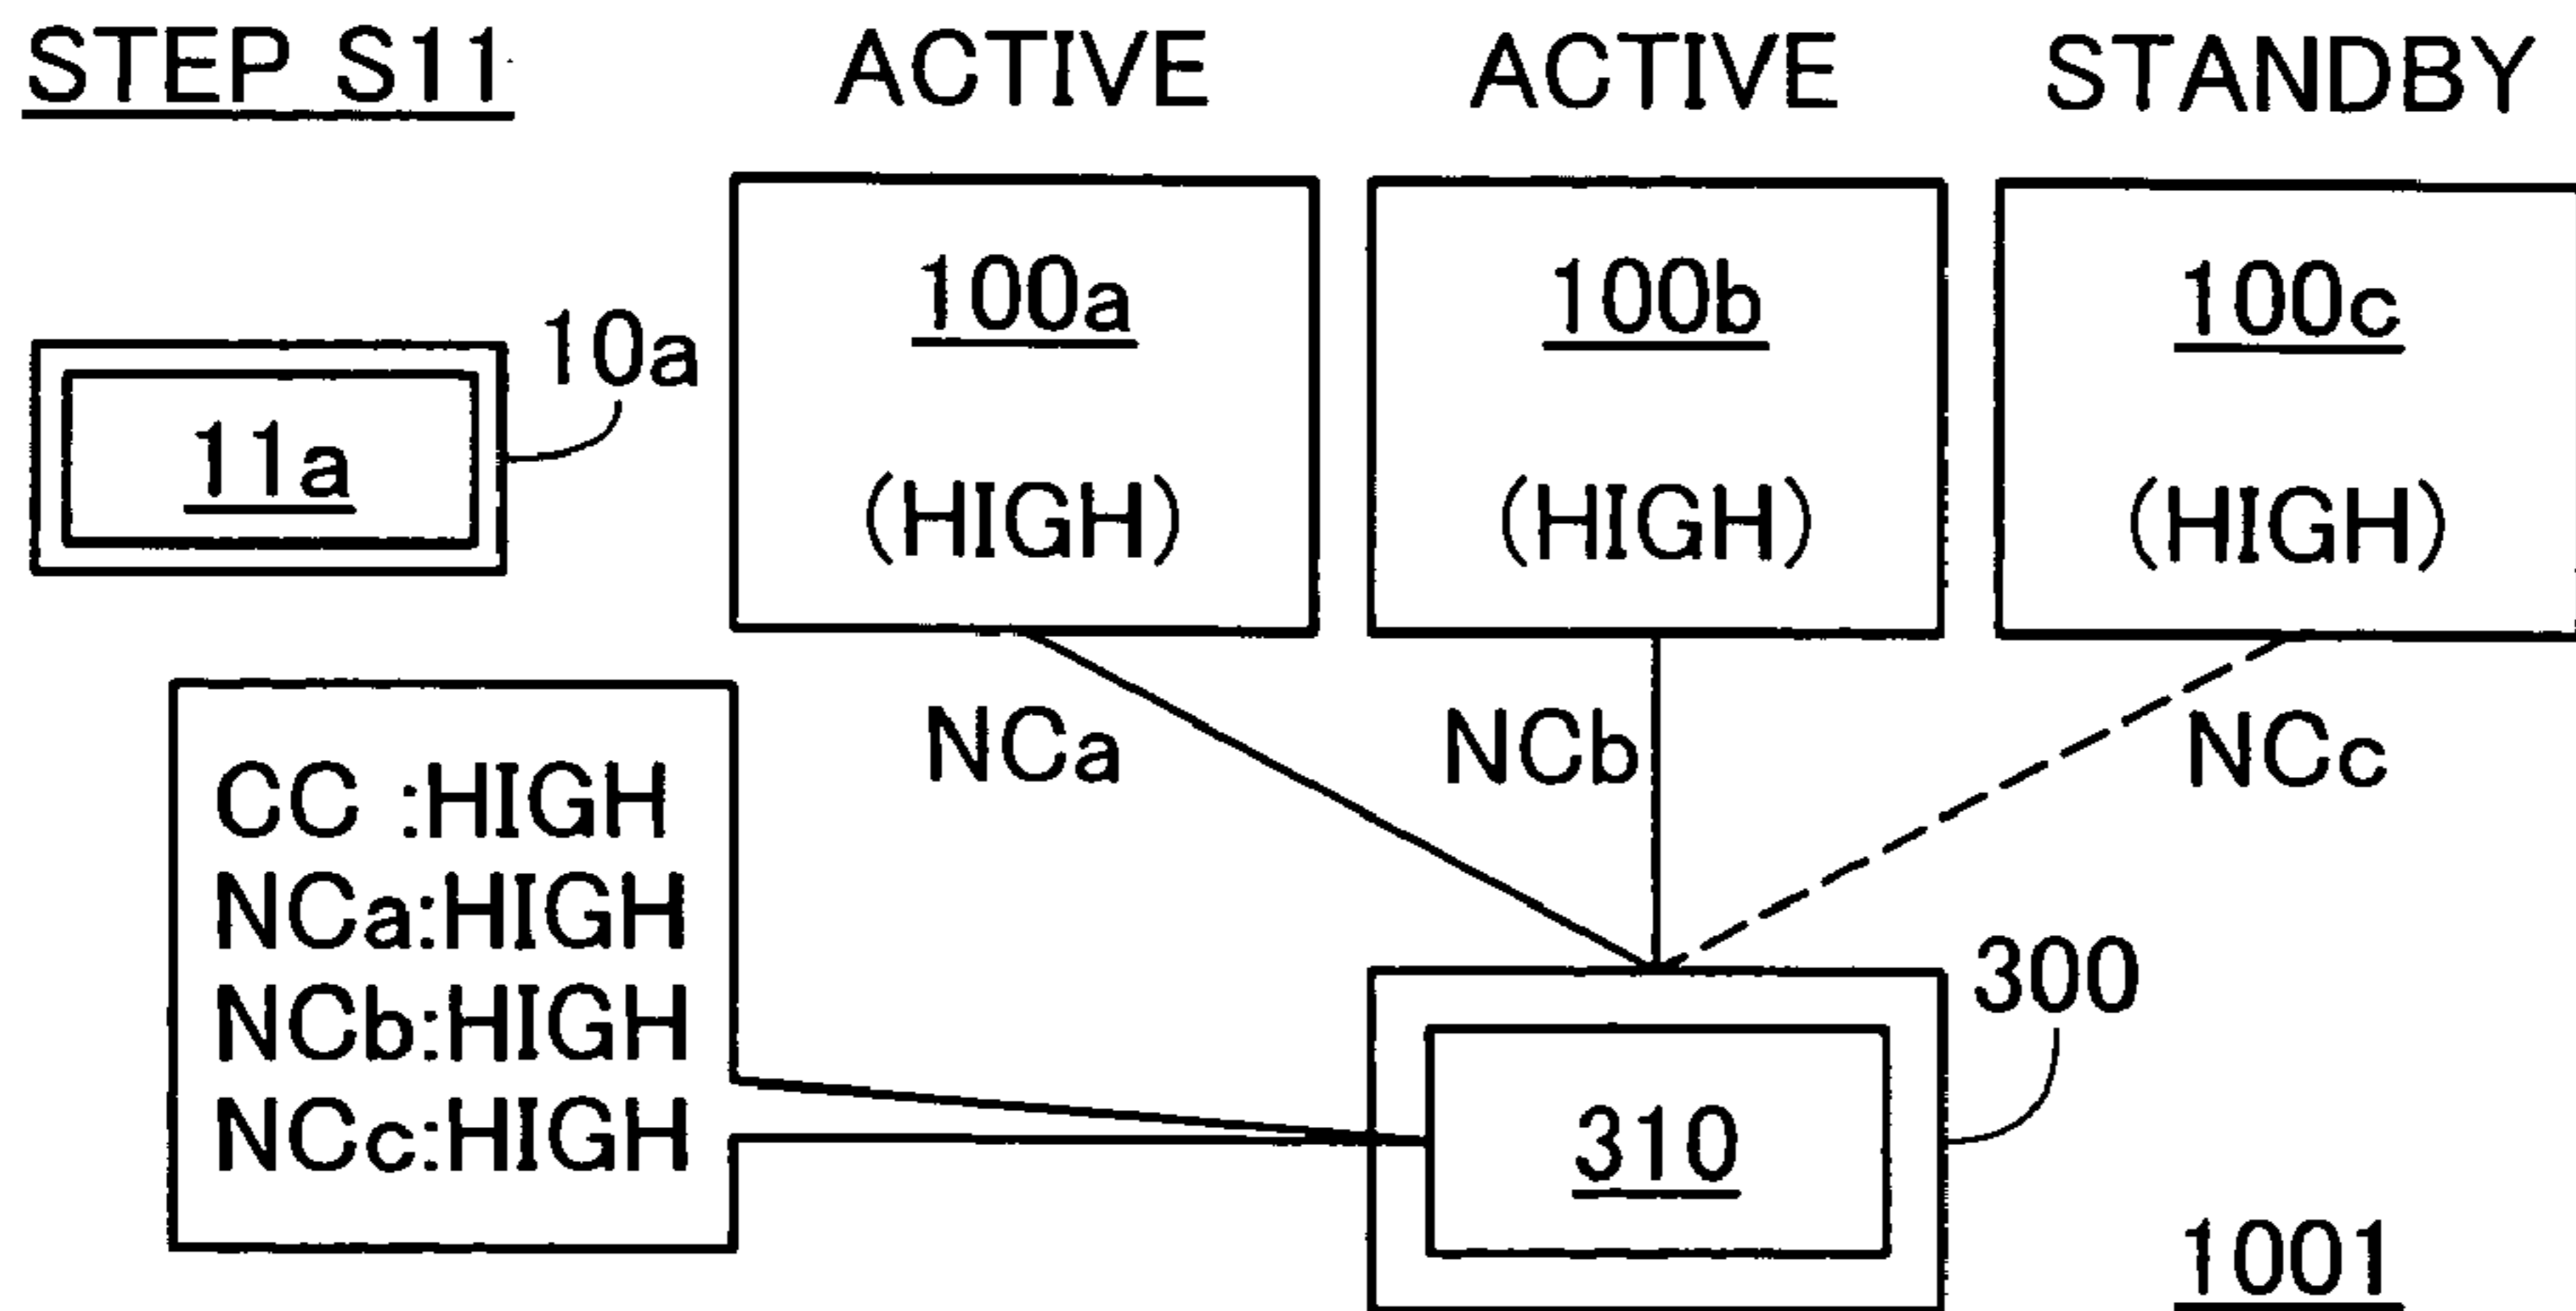 STEP S11
ACTIVE
ACTIVE
STANDBY
100a
(HIGH)
100b
(HIGH)
100c
(HIGH)
10a
11a
NCa
NCb
NCc
CC :HIGH
NCa:HIGH
NCb:HIGH
NCc:HIGH
300
310
1001